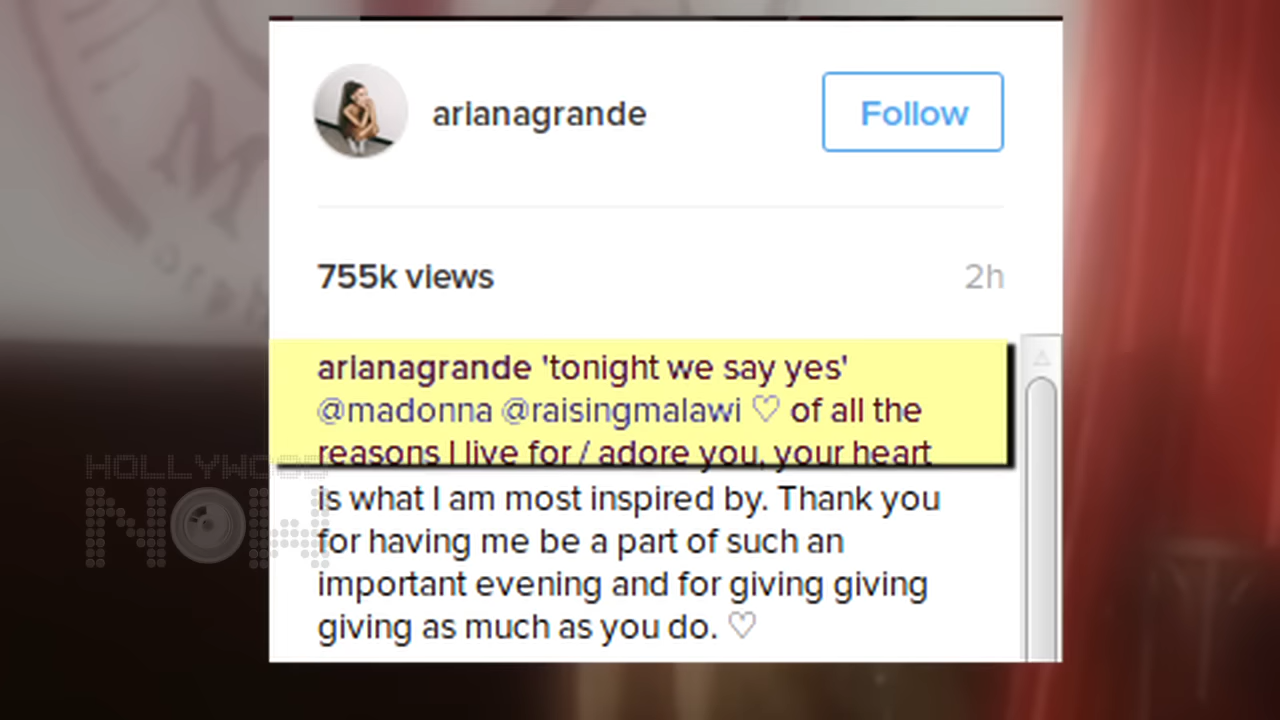 arianagrande
Follow
755k views
2h
arianagrande 'tonight we say yes'
@madonna @raisingmalawi ♡ of all the
reasons I live for / adore you, your heart
is what I am most inspired by. Thank you
for having me be a part of such an
important evening and for giving giving
giving as much as you do. ♡
HOLLYWOOD
NOW